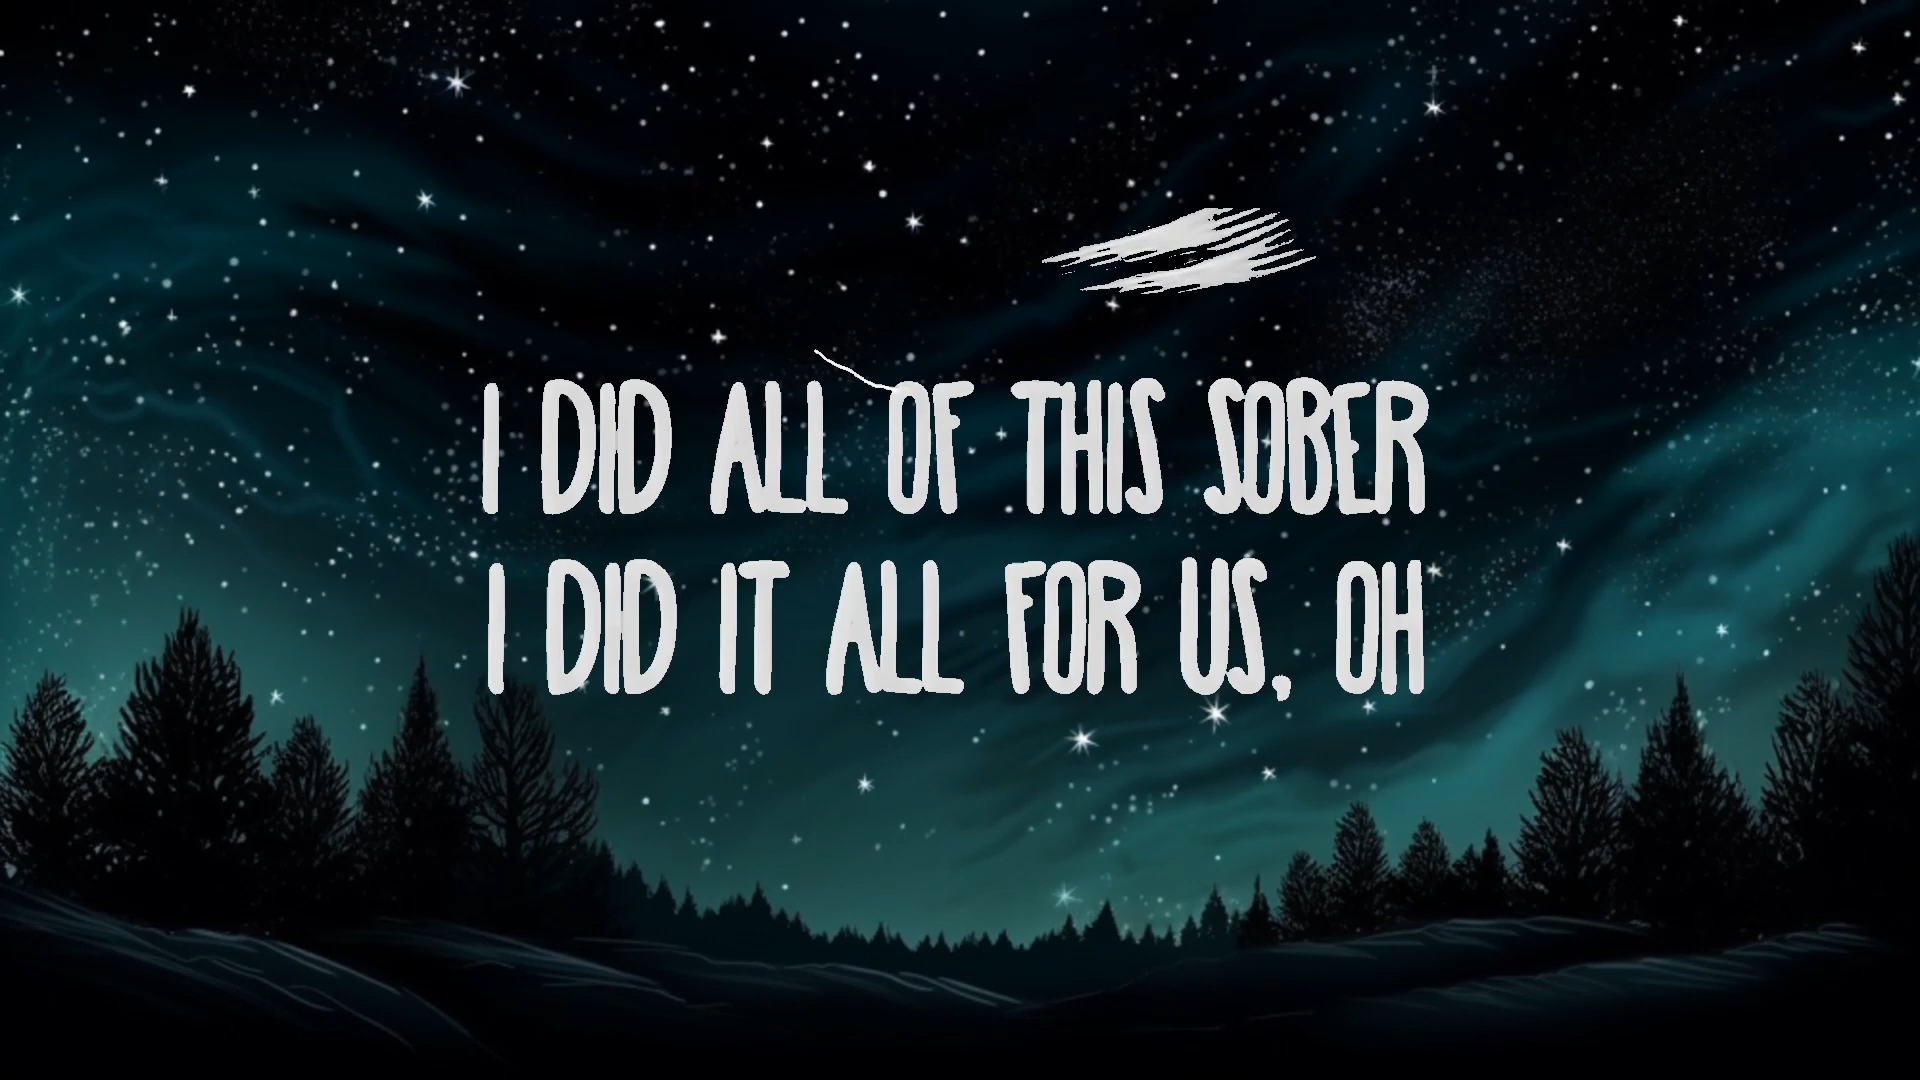 I DID ALL OF THIS SOBER
I DID IT ALL FOR US, OH